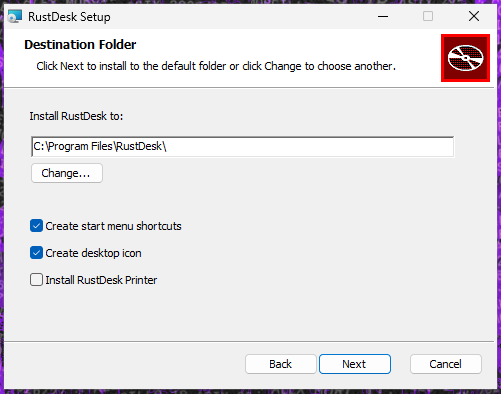 RustDesk Setup
Destination Folder
Click Next to install to the default folder or click Change to choose another.
Install RustDesk to:
C:\Program Files\RustDesk\
Change...
Create start menu shortcuts
Create desktop icon
Install RustDesk Printer
Back
Next
Cancel